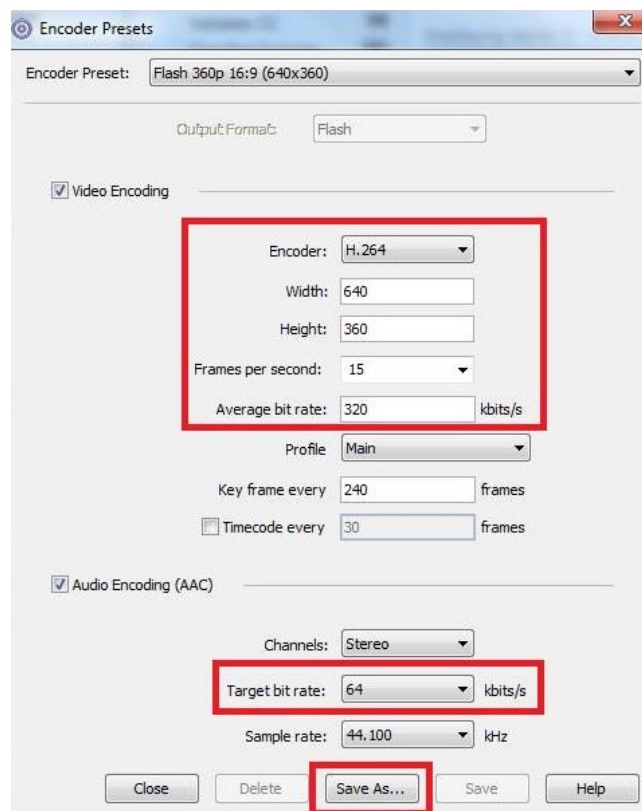 Encoder Presets
Encoder Preset: Flash 360p 16:9 (640x360)
Output Format: Flash
Video Encoding
Encoder: H.264
Width: 640
Height: 360
Frames per second: 15
Average bit rate: 320 kbits/s
Profile Main
Key frame every 240 frames
Timecode every 30 frames
Audio Encoding (AAC)
Channels: Stereo
Target bit rate: 64 kbits/s
Sample rate: 44.100 kHz
Close Delete Save As... Save Help